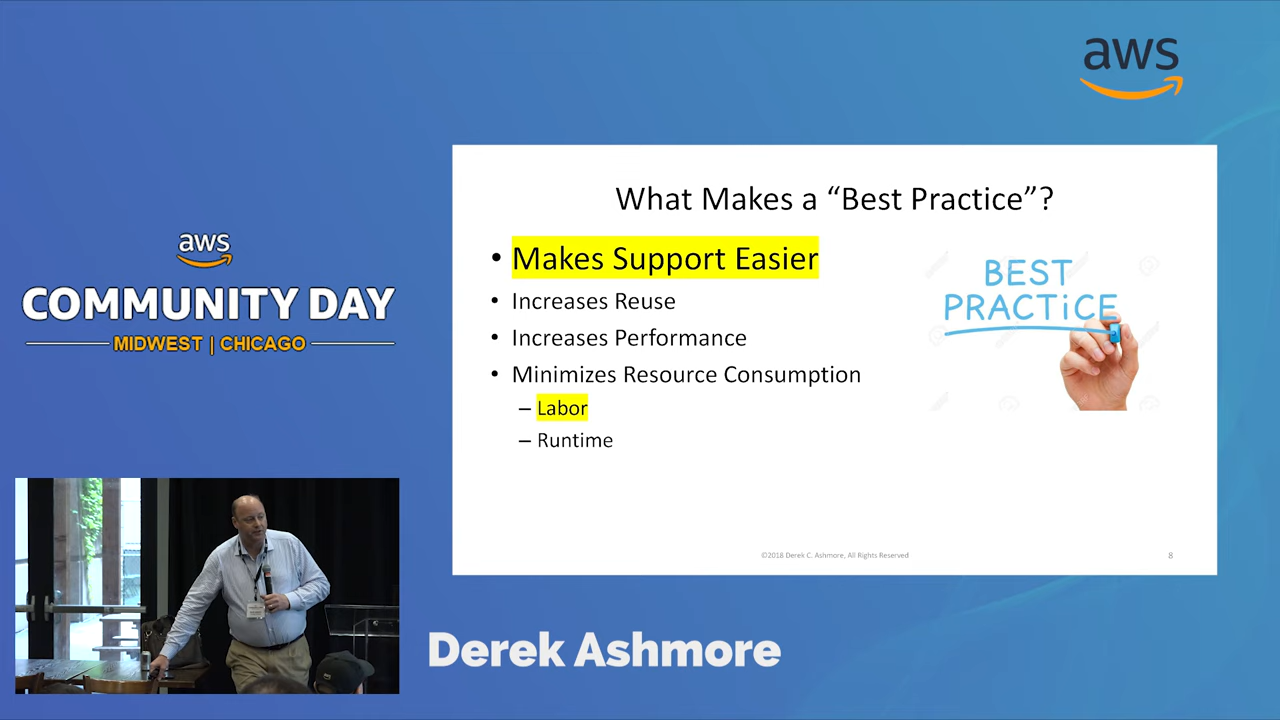 aws
aws
COMMUNITY DAY
MIDWEST | CHICAGO
What Makes a “Best Practice”?
• Makes Support Easier
• Increases Reuse
• Increases Performance
• Minimizes Resource Consumption
– Labor
– Runtime
BEST
PRACTiCE
©2018 Derek C. Ashmore, All Rights Reserved
8
Derek Ashmore